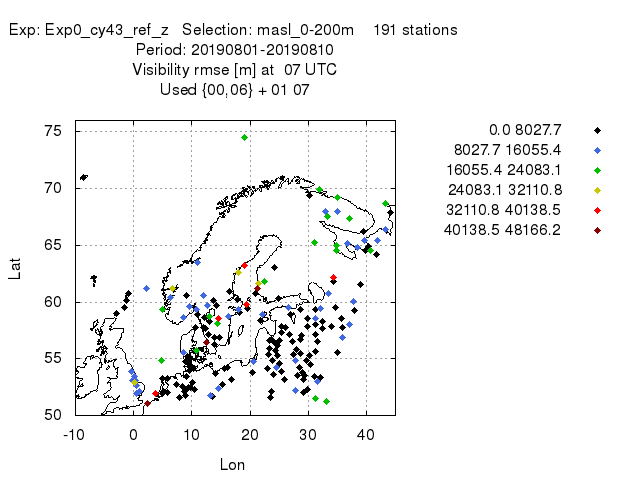 Exp: Exp0_cy43_ref_z   Selection: masl_0-200m    191 stations
Period: 20190801-20190810
Visibility rmse [m] at  07 UTC
Used {00,06} + 01 07
0.0 8027.7
8027.7 16055.4
16055.4 24083.1
24083.1 32110.8
32110.8 40138.5
40138.5 48166.2
75
70
65
60
55
50
Lat
-10 0 10 20 30 40
Lon